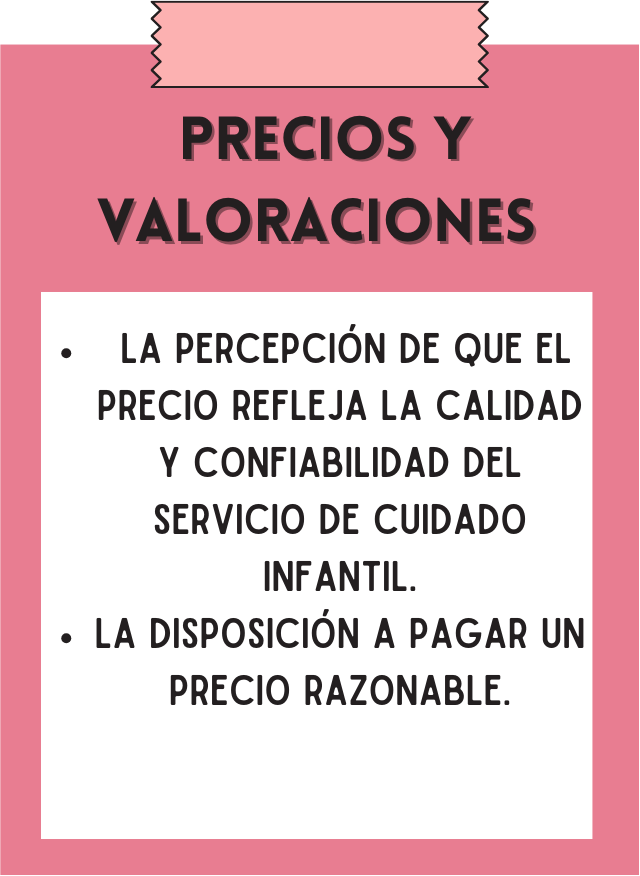 PRECIOS Y
VALORACIONES
• LA PERCEPCIÓN DE QUE EL
PRECIO REFLEJA LA CALIDAD
Y CONFIABILIDAD DEL
SERVICIO DE CUIDADO
INFANTIL.
• LA DISPOSICIÓN A PAGAR UN
PRECIO RAZONABLE.